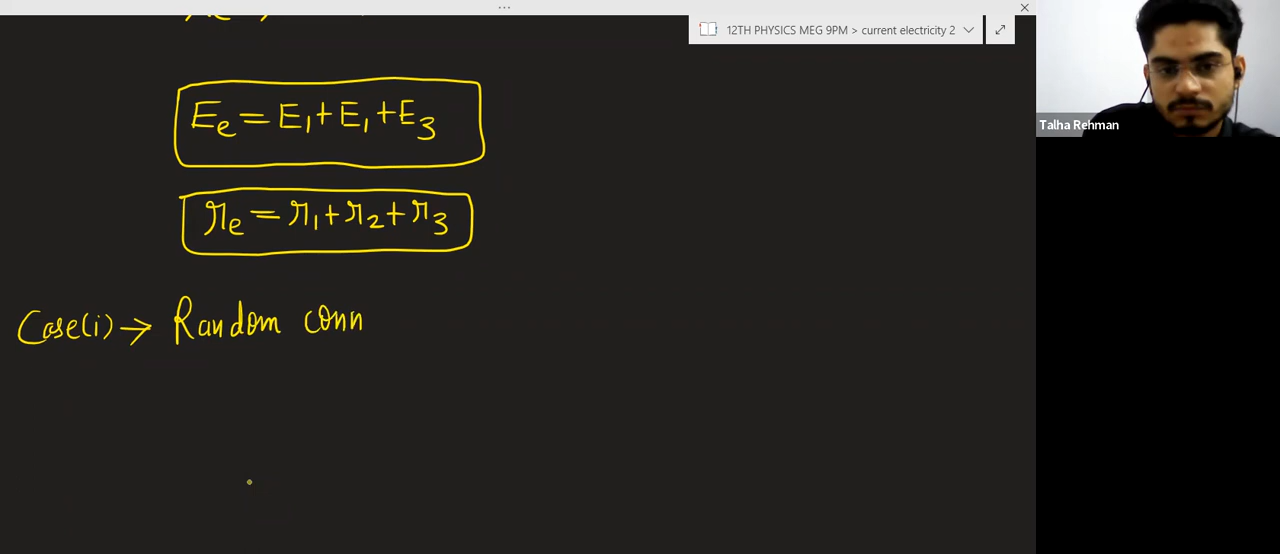 12TH PHYSICS MEG 9PM > current electricity 2
Talha Rehman
Ee = E1 + E1 + E3
re = r1 + r2 + r3
Case(i) → Random conn